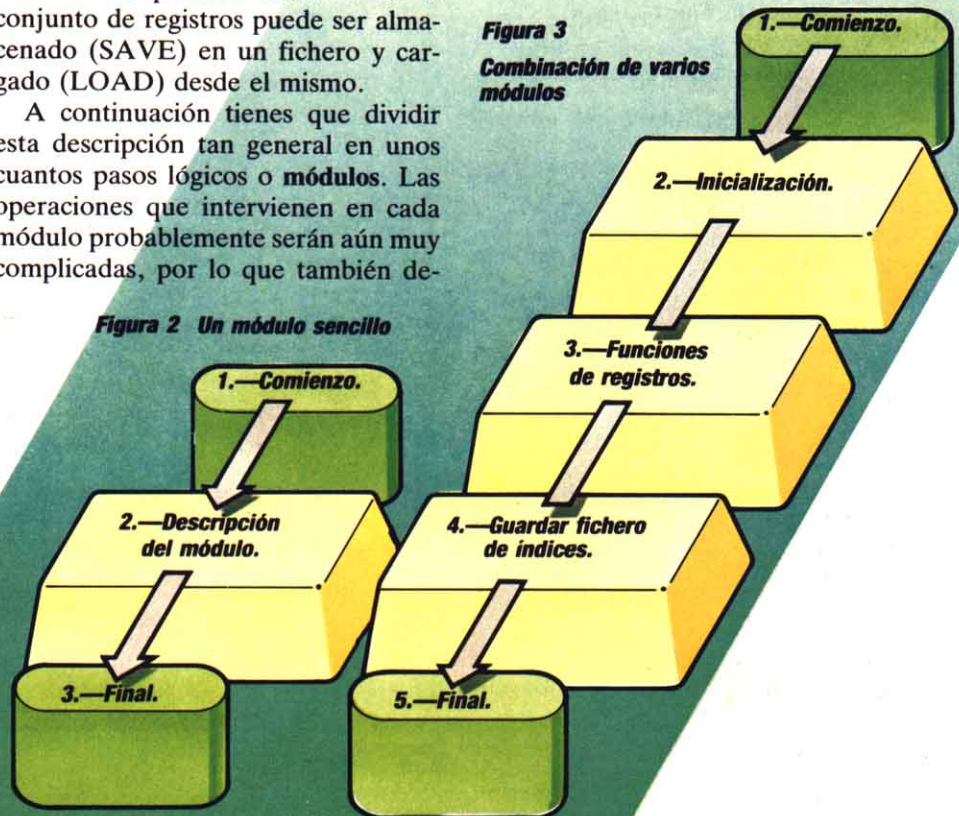 conjunto de registros puede ser alma-
cenado (SAVE) en un fichero y car-
gado (LOAD) desde el mismo.
A continuación tienes que dividir
esta descripción tan general en unos
cuantos pasos lógicos o módulos. Las
operaciones que intervienen en cada
módulo probablemente serán aún muy
complicadas, por lo que también de-
Figura 2 Un módulo sencillo
1.—Comienzo.
2.—Descripción
del módulo.
3.—Final.
Figura 3
Combinación de varios
módulos
1.—Comienzo.
2.—Inicialización.
3.—Funciones
de registros.
4.—Guardar fichero
de índices.
5.—Final.